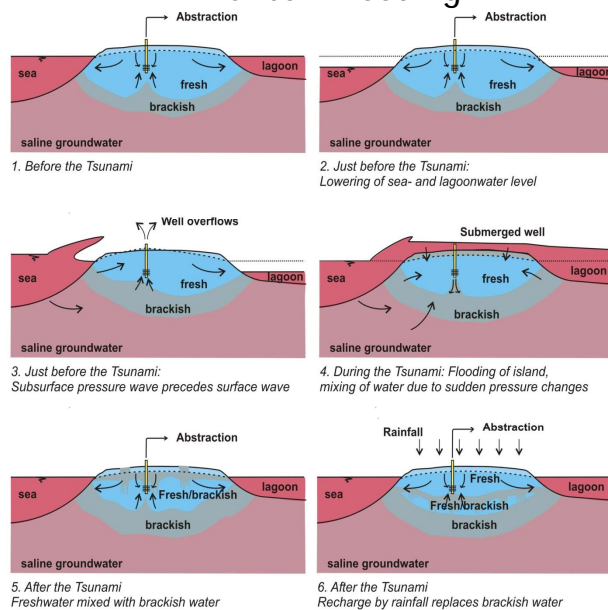 Abstraction
sea
lagoon
fresh
brackish
saline groundwater
1. Before the Tsunami
Abstraction
sea
lagoon
fresh
brackish
saline groundwater
2. Just before the Tsunami:
Lowering of sea- and lagoonwater level
Well overflows
sea
lagoon
fresh
brackish
saline groundwater
3. Just before the Tsunami:
Subsurface pressure wave precedes surface wave
Submerged well
sea
lagoon
fresh
brackish
saline groundwater
4. During the Tsunami: Flooding of island,
mixing of water due to sudden pressure changes
Abstraction
sea
lagoon
Fresh/brackish
brackish
saline groundwater
5. After the Tsunami
Freshwater mixed with brackish water
Rainfall
Abstraction
sea
lagoon
Fresh
Fresh/brackish
brackish
saline groundwater
6. After the Tsunami
Recharge by rainfall replaces brackish water